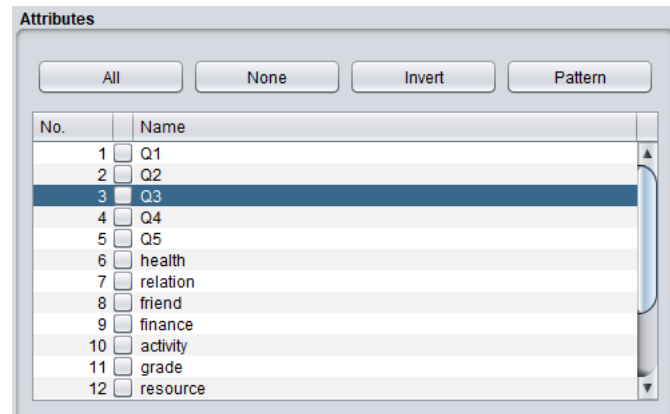 Attributes
All None Invert Pattern
No. Name
1 Q1
2 Q2
3 Q3
4 Q4
5 Q5
6 health
7 relation
8 friend
9 finance
10 activity
11 grade
12 resource